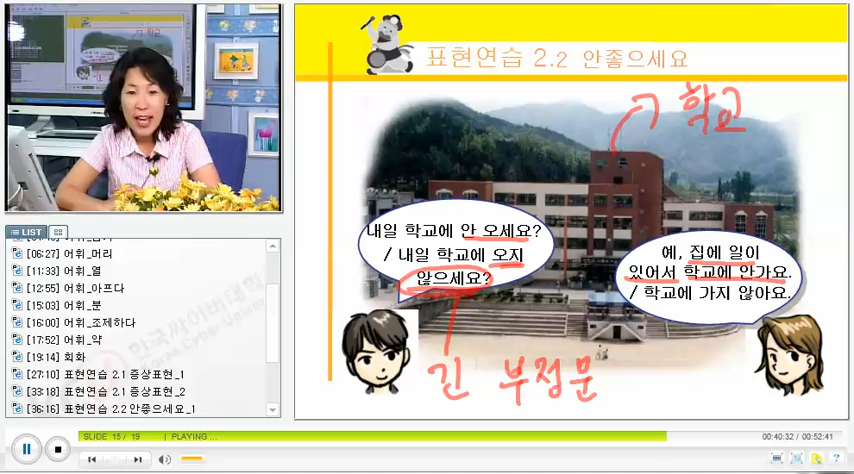 표현연습 2.2 안좋으세요
학교
내일 학교에 안 오세요?
/ 내일 학교에 오지
않으세요?
예, 집에 일이
있어서 학교에 안가요.
/ 학교에 가지 않아요.
긴 부정문
LIST
[06:27] 어휘_머리
[11:33] 어휘_열
[12:55] 어휘_아프다
[15:03] 어휘_분
[16:00] 어휘_조제하다
[17:52] 어휘_약
[19:14] 회화
[27:10] 표현연습 2.1 증상표현_1
[33:18] 표현연습 2.1 증상표현_2
[36:16] 표현연습 2.2 안좋으세요_1
SLIDE 15 / 19 | PLAYING ...
00:40:32 / 00:52:41